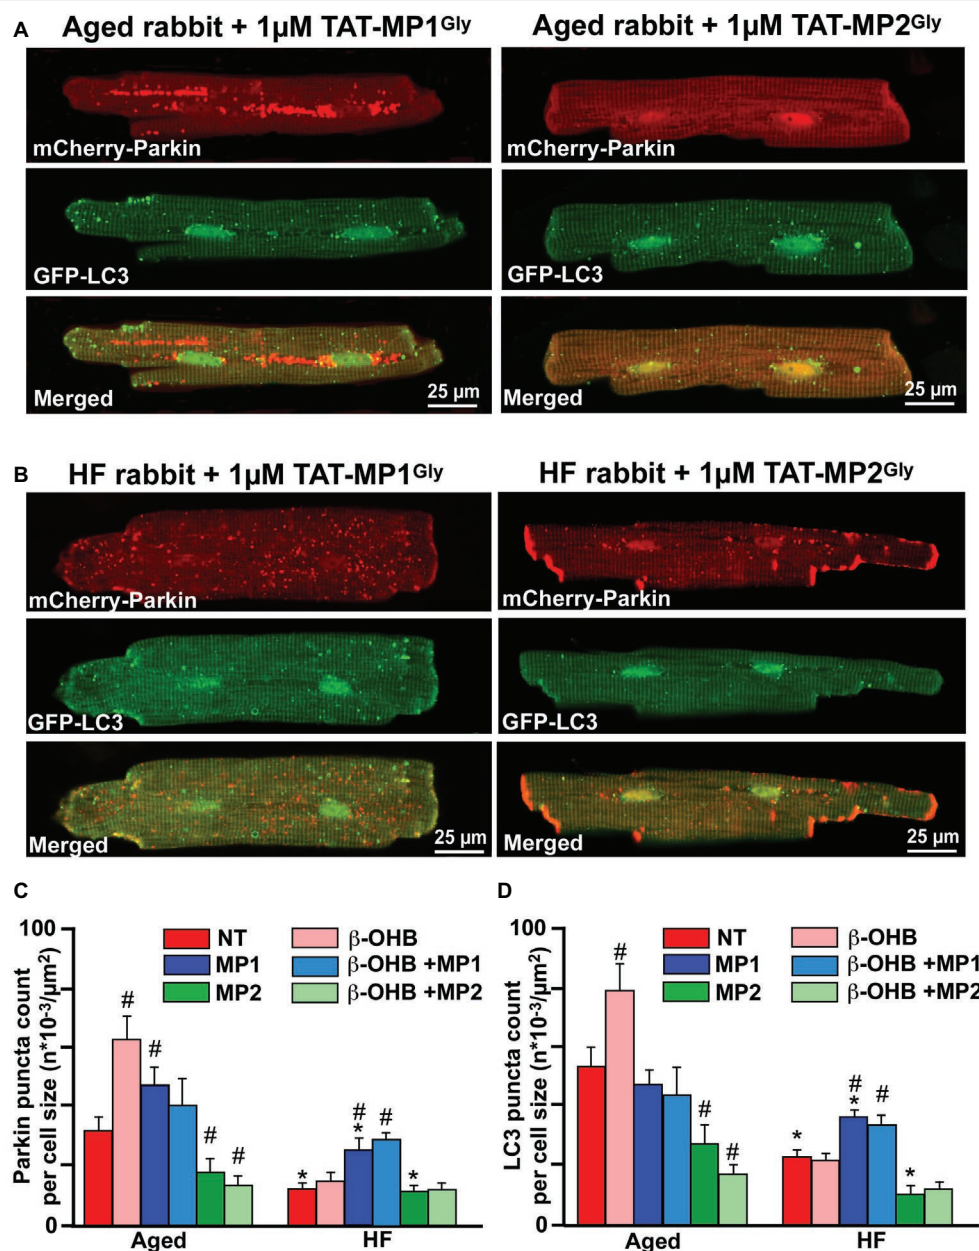 A
Aged rabbit + 1µM TAT-MP1Gly
Aged rabbit + 1µM TAT-MP2Gly
mCherry-Parkin
mCherry-Parkin
GFP-LC3
GFP-LC3
Merged
25 µm
Merged
25 µm
B
HF rabbit + 1µM TAT-MP1Gly
HF rabbit + 1µM TAT-MP2Gly
mCherry-Parkin
mCherry-Parkin
GFP-LC3
GFP-LC3
Merged
25 µm
Merged
25 µm
C
Parkin puncta count
per cell size (n*10-3/µm2)
100
0
NT
β-OHB
MP1
β-OHB +MP1
MP2
β-OHB +MP2
#
#
#
#
*
#
*
#
*
Aged
HF
D
LC3 puncta count
per cell size (n*10-3/µm2)
100
0
NT
β-OHB
MP1
β-OHB +MP1
MP2
β-OHB +MP2
#
#
#
*
#
*
#
*
Aged
HF